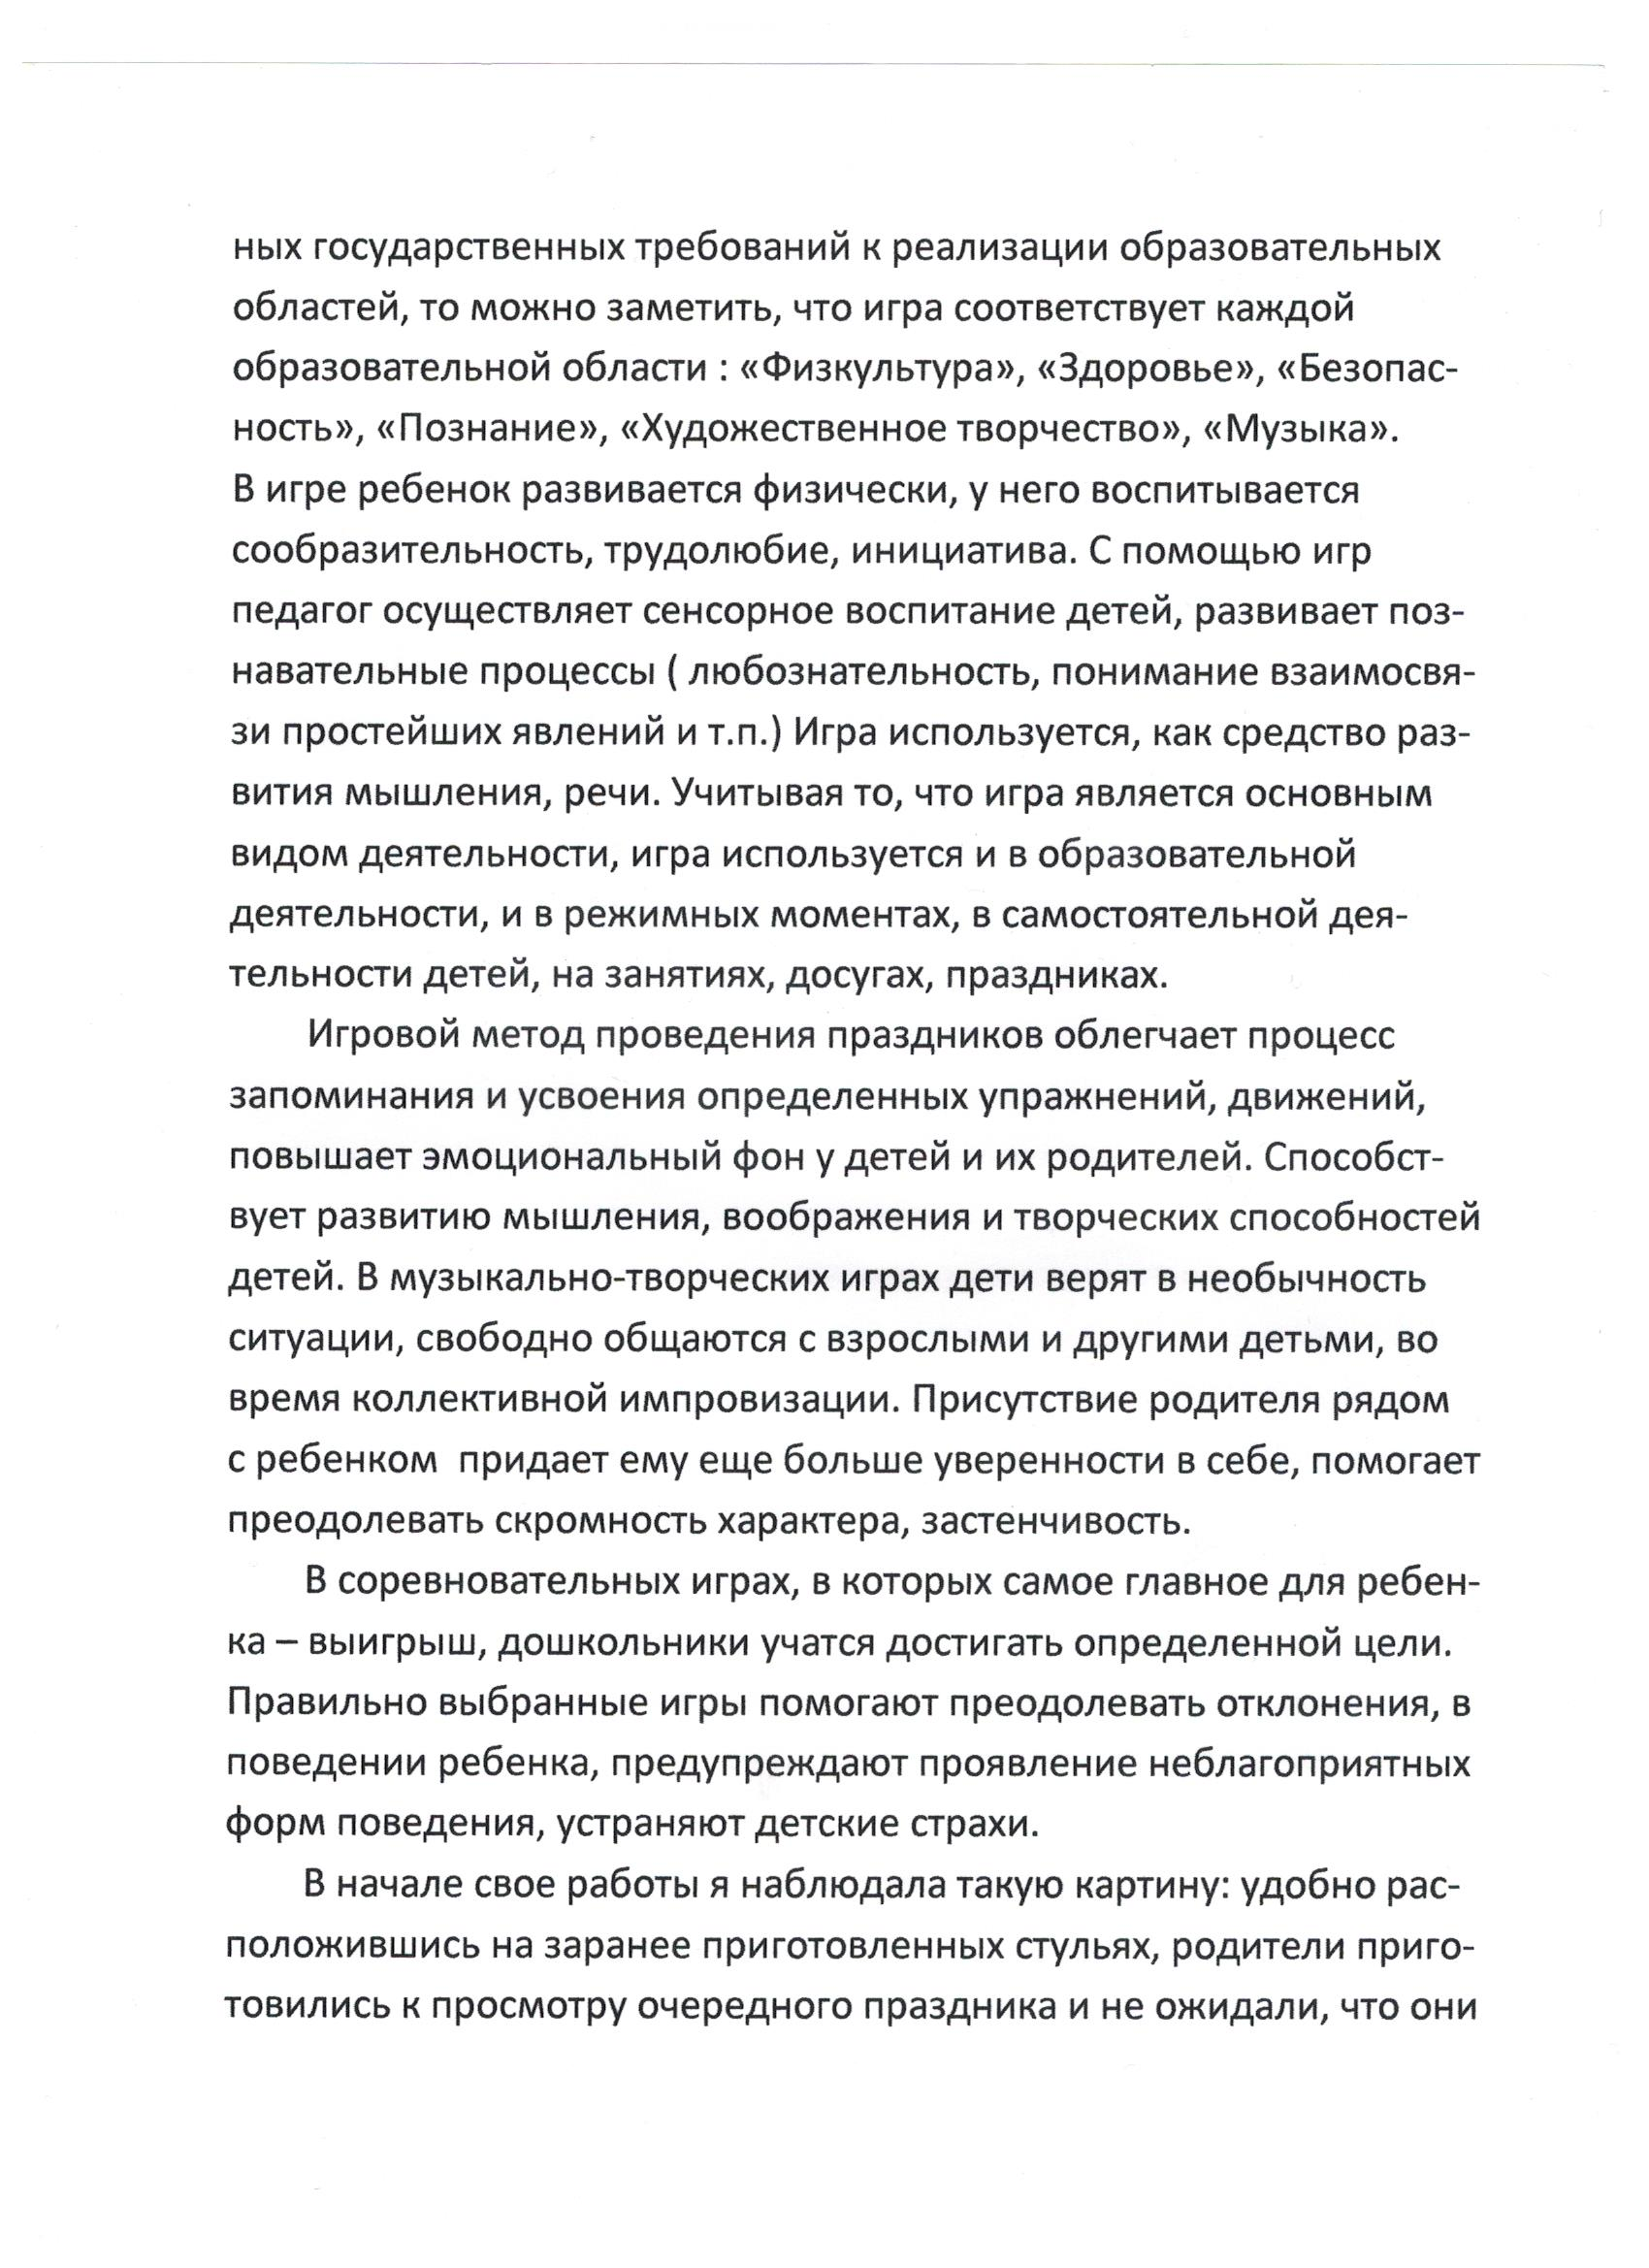 ных государственных требований к реализации образовательных
областей, то можно заметить, что игра соответствует каждой
образовательной области : «Физкультура», «Здоровье», «Безопас-
ность», «Познание», «Художественное творчество», «Музыка».
В игре ребенок развивается физически, у него воспитывается
сообразительность, трудолюбие, инициатива. С помощью игр
педагог осуществляет сенсорное воспитание детей, развивает поз-
навательные процессы ( любознательность, понимание взаимосвя-
зи простейших явлений и т.п.) Игра используется, как средство раз-
вития мышления, речи. Учитывая то, что игра является основным
видом деятельности, игра используется и в образовательной
деятельности, и в режимных моментах, в самостоятельной дея-
тельности детей, на занятиях, досугах, праздниках.
Игровой метод проведения праздников облегчает процесс
запоминания и усвоения определенных упражнений, движений,
повышает эмоциональный фон у детей и их родителей. Способст-
вует развитию мышления, воображения и творческих способностей
детей. В музыкально-творческих играх дети верят в необычность
ситуации, свободно общаются с взрослыми и другими детьми, во
время коллективной импровизации. Присутствие родителя рядом
с ребенком  придает ему еще больше уверенности в себе, помогает
преодолевать скромность характера, застенчивость.
В соревновательных играх, в которых самое главное для ребен-
ка – выигрыш, дошкольники учатся достигать определенной цели.
Правильно выбранные игры помогают преодолевать отклонения, в
поведении ребенка, предупреждают проявление неблагоприятных
форм поведения, устраняют детские страхи.
В начале свое работы я наблюдала такую картину: удобно рас-
положившись на заранее приготовленных стульях, родители приго-
товились к просмотру очередного праздника и не ожидали, что они